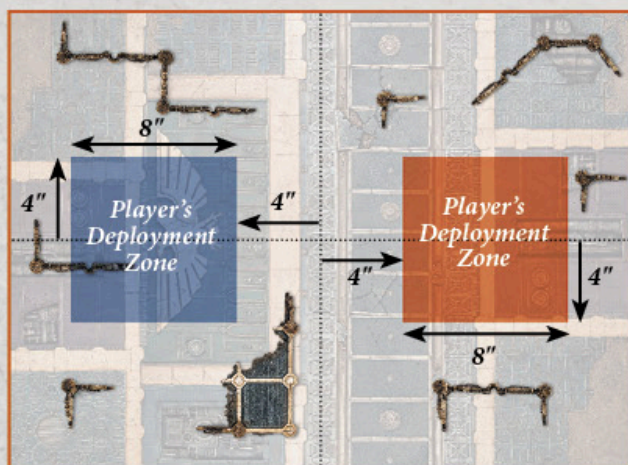 8"
4"
Player's
Deployment
Zone
4"
Player's
Deployment
Zone
4"
4"
8"